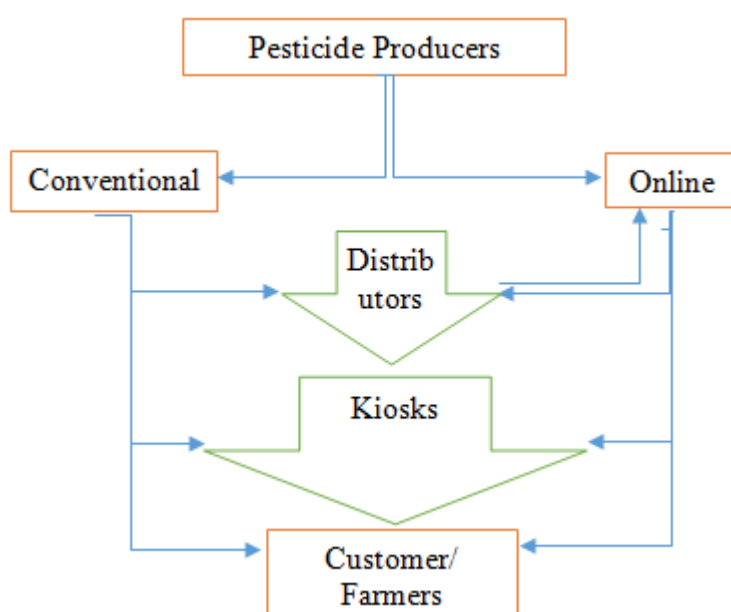 Pesticide Producers
Conventional
Online
Distrib
utors
Kiosks
Customer/
Farmers